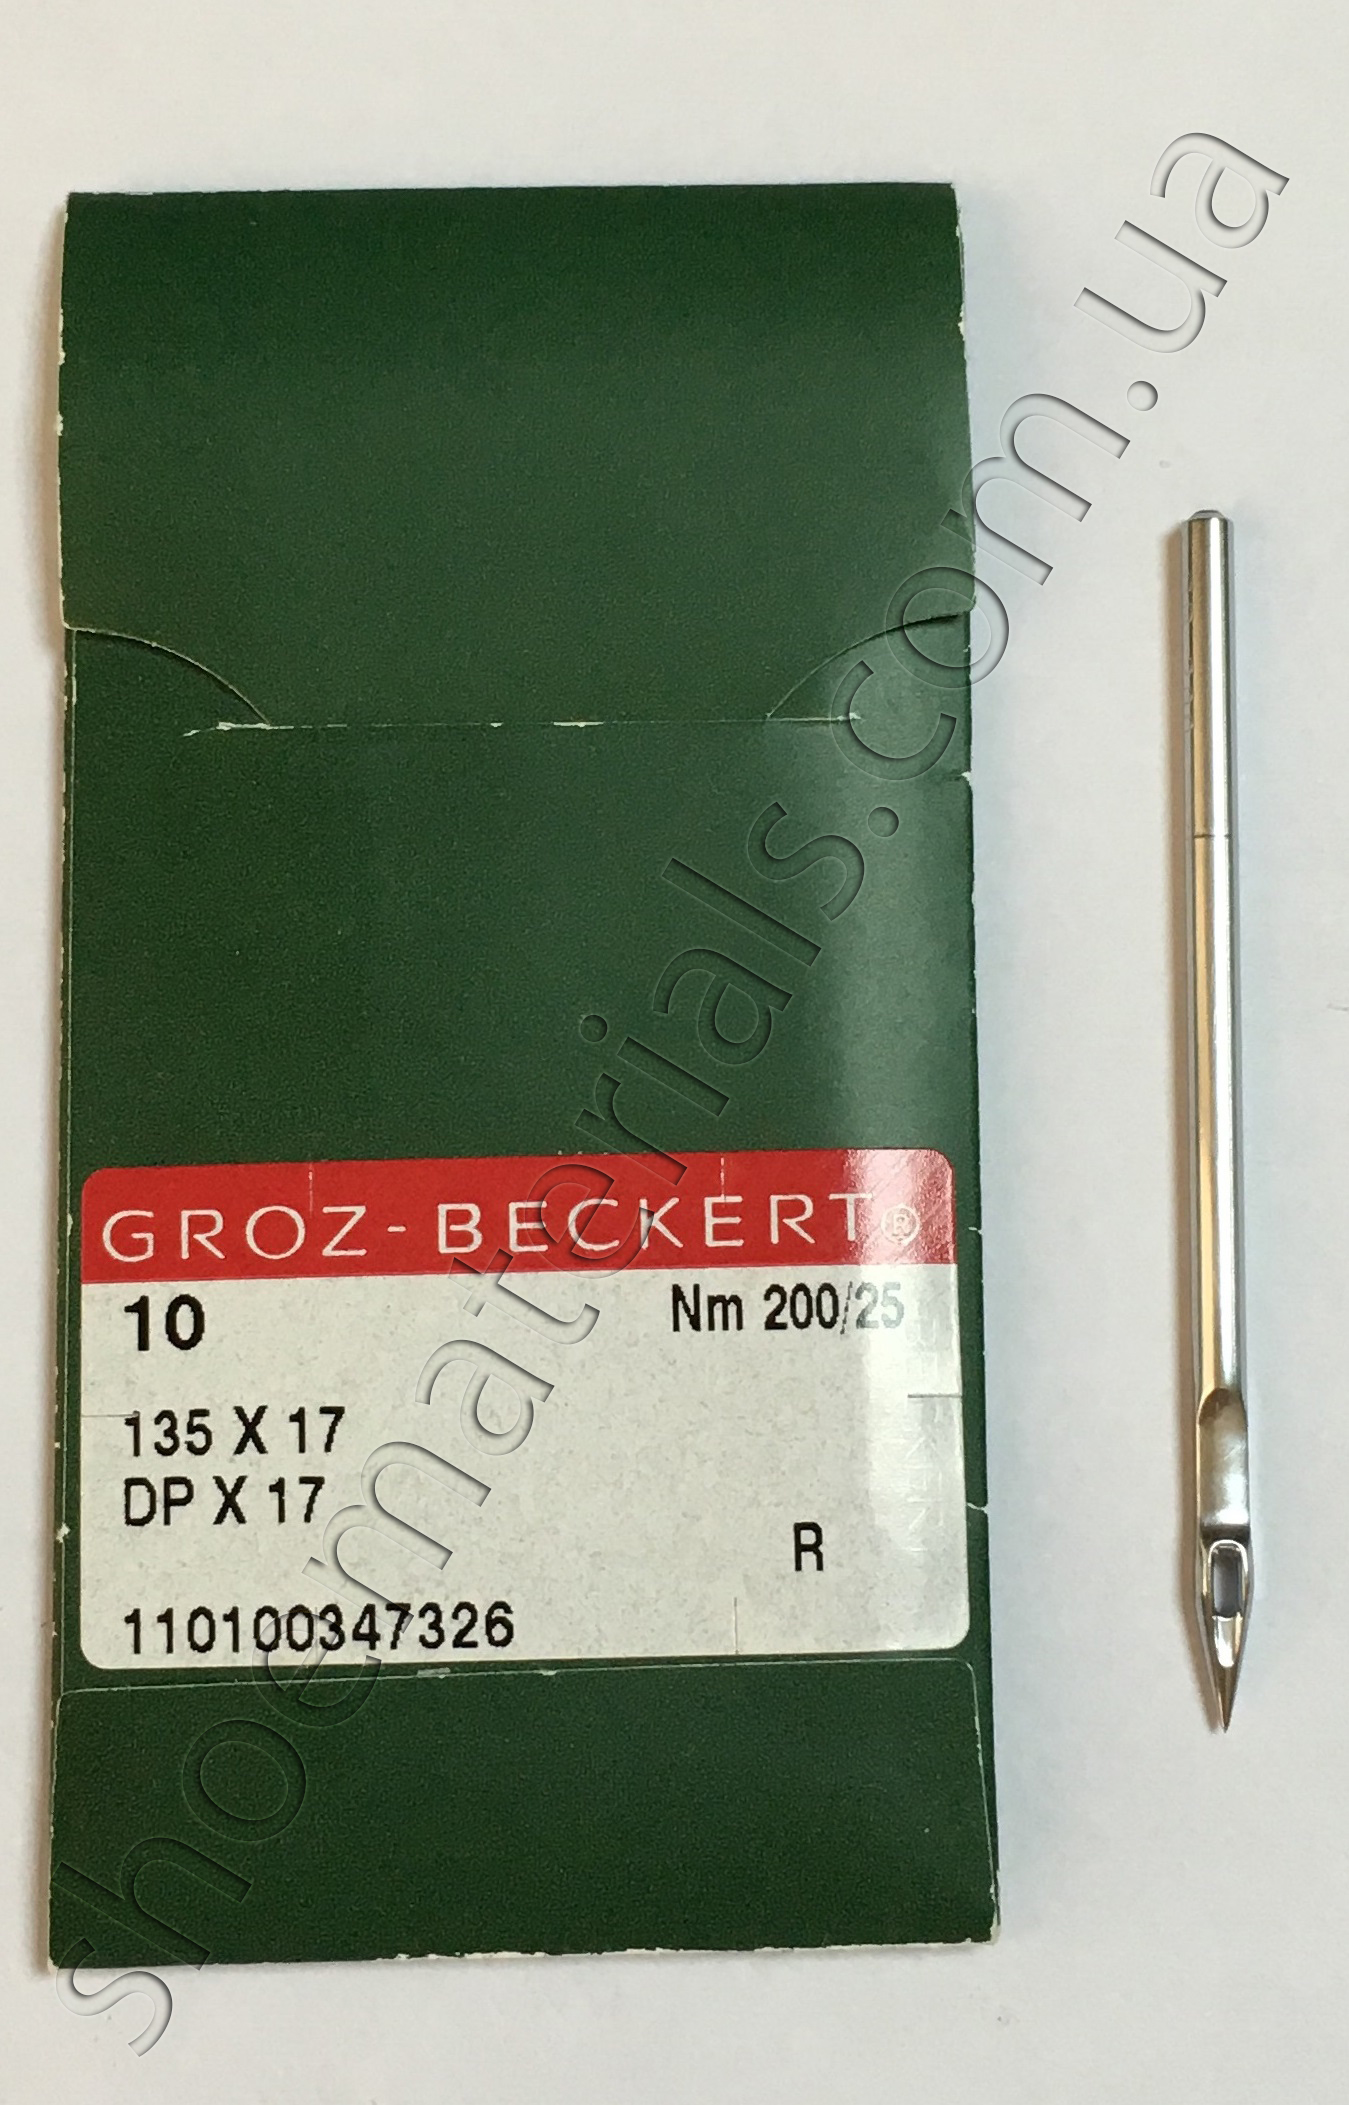 GROZ-BECKERT®
10 Nm 200/25
135 X 17
DP X 17
R
110100347326
shoematerials.com.ua